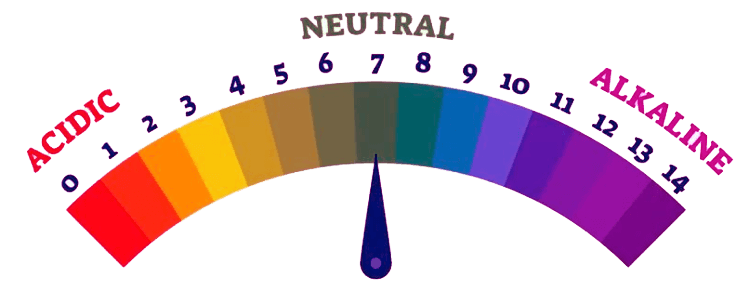 NEUTRAL
ACIDIC
ALKALINE
0 1 2 3 4 5 6 7 8 9 10 11 12 13 14